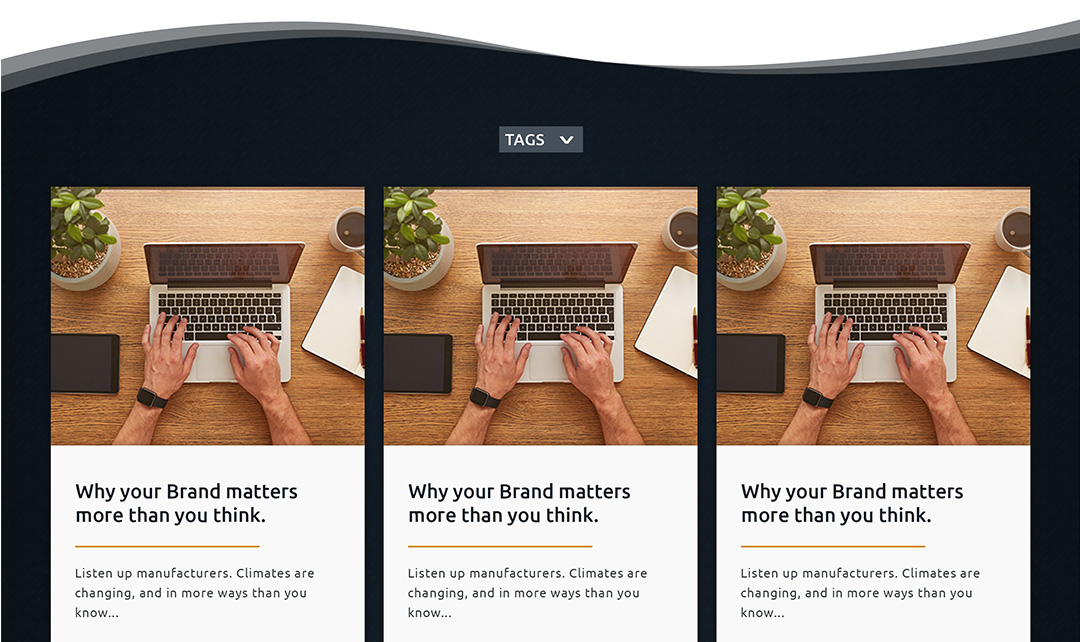 TAGS
Why your Brand matters
more than you think.
Listen up manufacturers. Climates are
changing, and in more ways than you
know...
Why your Brand matters
more than you think.
Listen up manufacturers. Climates are
changing, and in more ways than you
know...
Why your Brand matters
more than you think.
Listen up manufacturers. Climates are
changing, and in more ways than you
know...